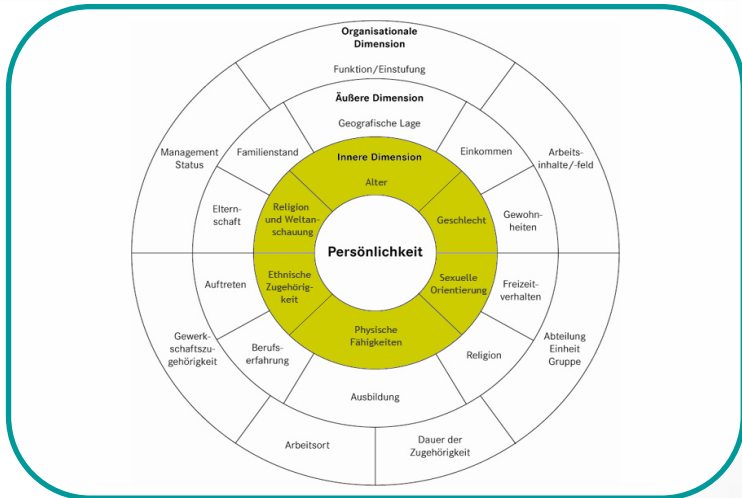 Organisationale
Dimension
Funktion/Einstufung
Äußere Dimension
Geografische Lage
Management
Status
Familienstand
Innere Dimension
Einkommen
Arbeits-
inhalte/-feld
Alter
Eltern-
schaft
Religion
und Weltan-
schauung
Geschlecht
Gewohn-
heiten
Persönlichkeit
Auftreten
Ethnische
Zugehörig-
keit
Sexuelle
Orientierung
Freizeit-
verhalten
Gewerk-
schaftszu-
gehörigkeit
Berufs-
erfahrung
Physische
Fähigkeiten
Religion
Abteilung
Einheit
Gruppe
Ausbildung
Arbeitsort
Dauer der
Zugehörigkeit